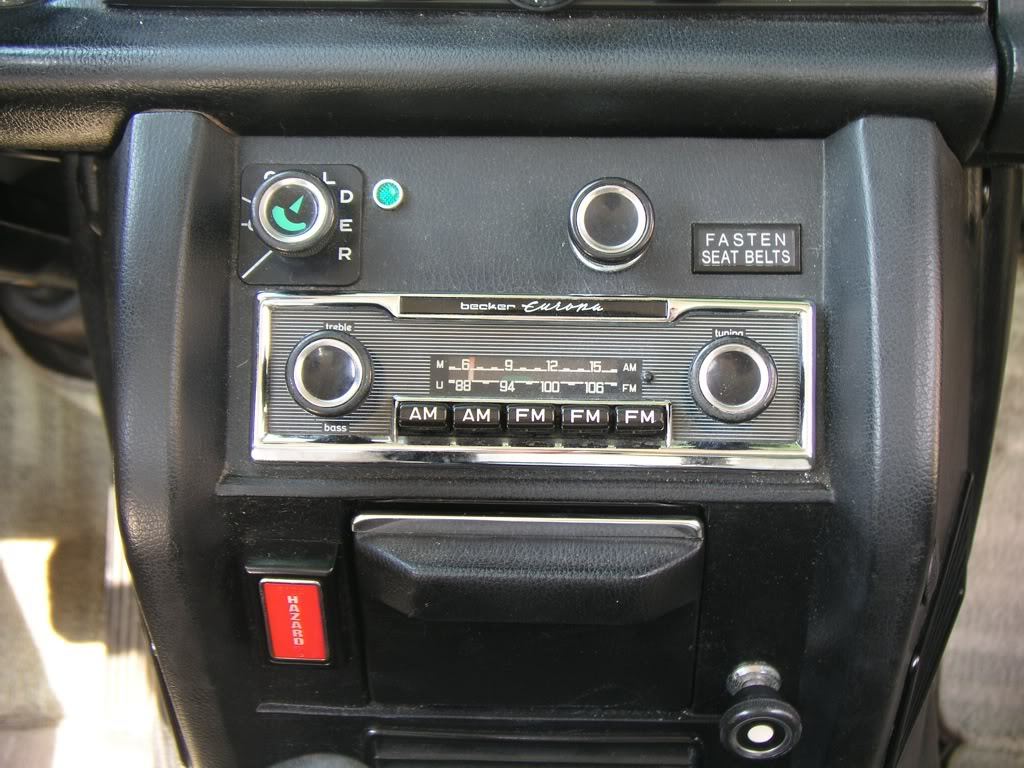 L
D
E
R
FASTEN
SEAT BELTS
becker Europa
treble
tuning
M 6 9 12 15 AM
U 88 94 100 106 FM
AM AM FM FM FM
bass
HAZARD